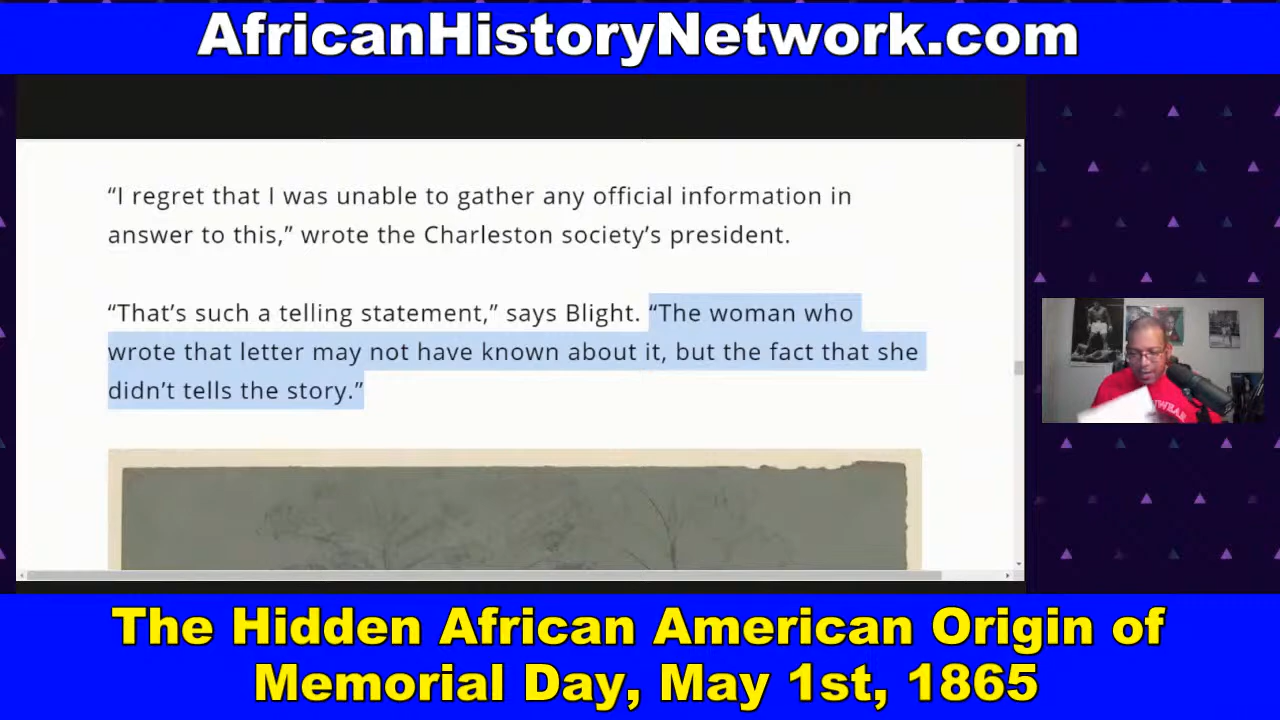 AfricanHistoryNetwork.com
“I regret that I was unable to gather any official information in
answer to this,” wrote the Charleston society’s president.
“That’s such a telling statement,” says Blight. “The woman who
wrote that letter may not have known about it, but the fact that she
didn’t tells the story.”
The Hidden African American Origin of
Memorial Day, May 1st, 1865